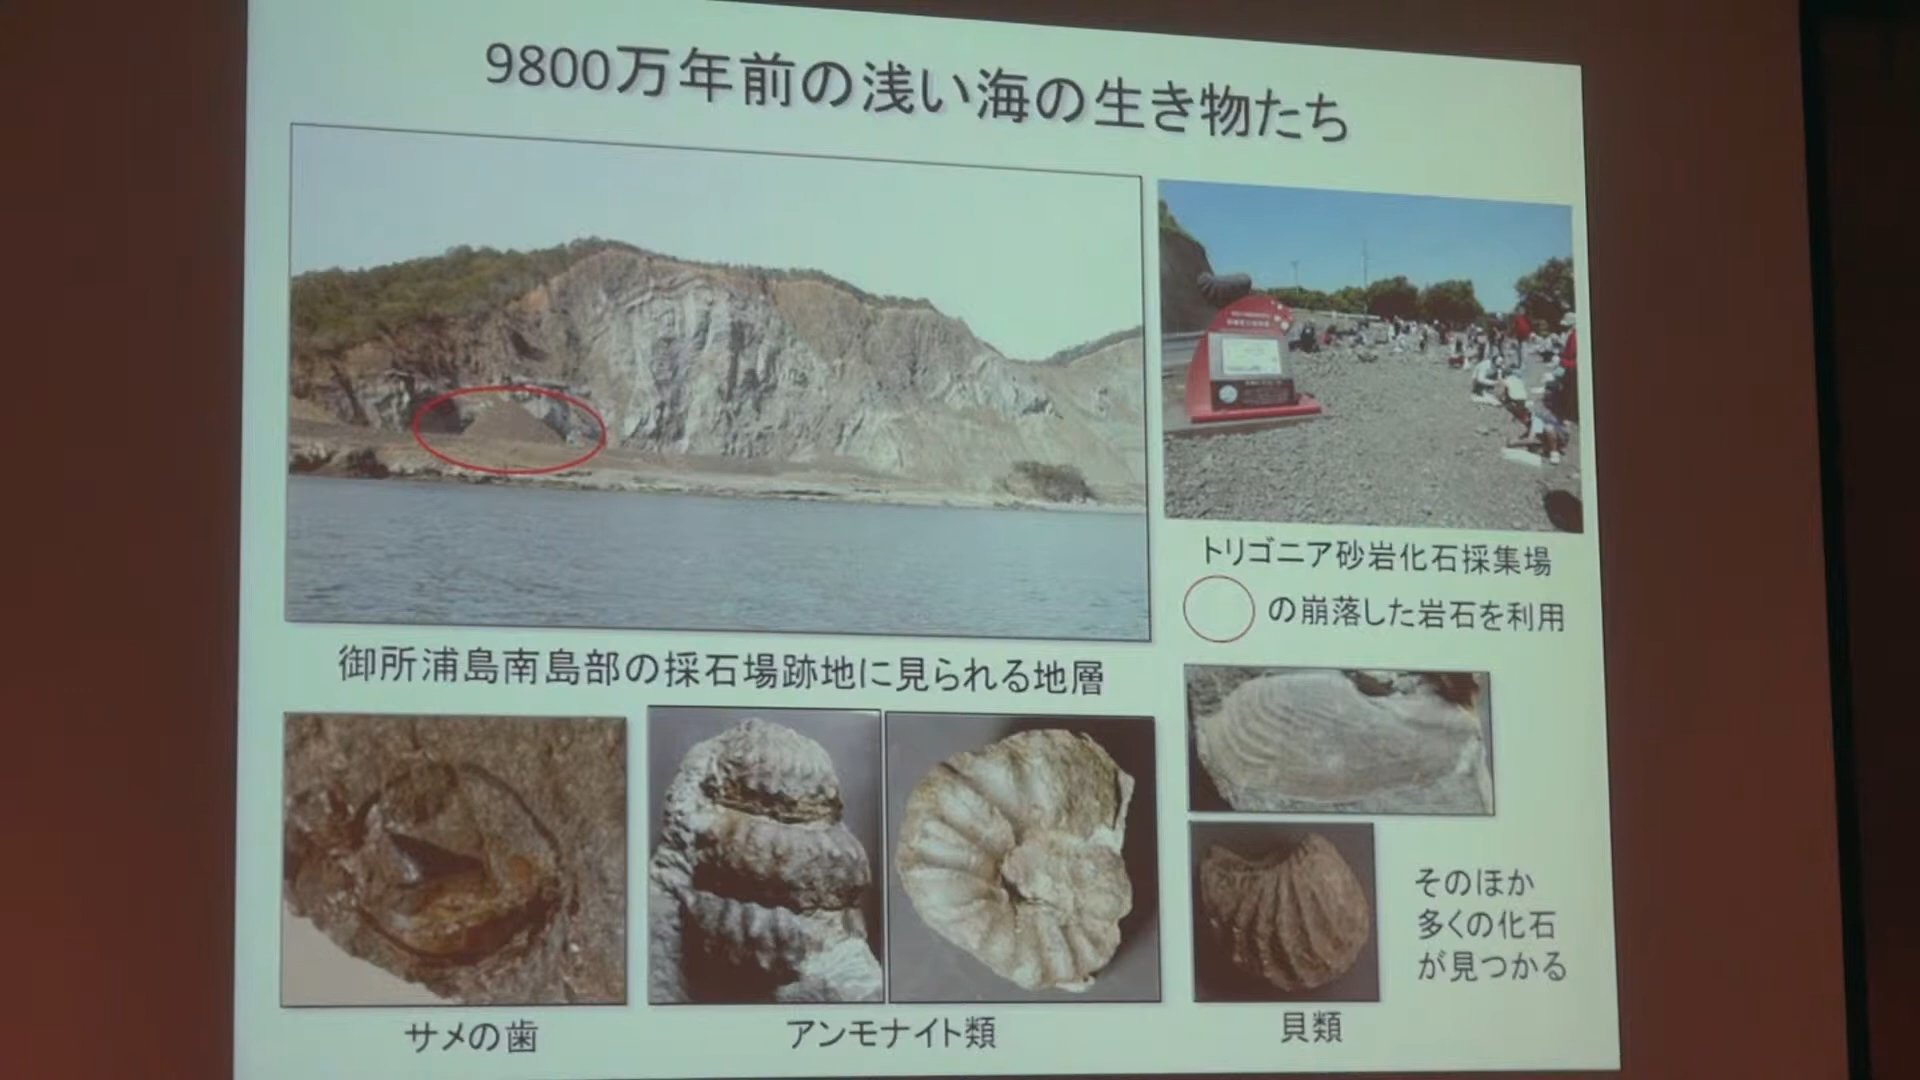 9800万年前の浅い海の生き物たち
トリゴニア砂岩化石採集場
の崩落した岩石を利用
御所浦島南島部の採石場跡地に見られる地層
そのほか
多くの化石
が見つかる
サメの歯
アンモナイト類
貝類